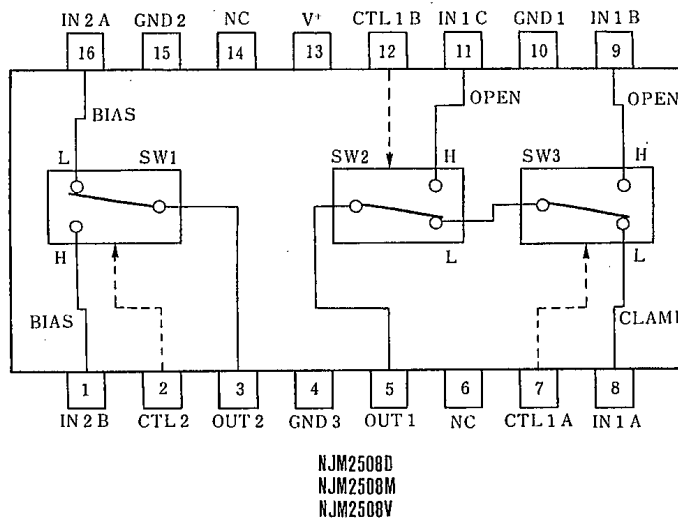 IN 2 A GND 2 NC V+ CTL 1 B IN 1 C GND 1 IN 1 B
16 15 14 13 12 11 10 9
BIAS OPEN OPEN
L SW1 SW2 H SW3 H
H L L
BIAS CLAMP
1 2 3 4 5 6 7 8
IN 2 B CTL 2 OUT 2 GND 3 OUT 1 NC CTL 1 A IN 1 A
NJM2508D
NJM2508M
NJM2508V